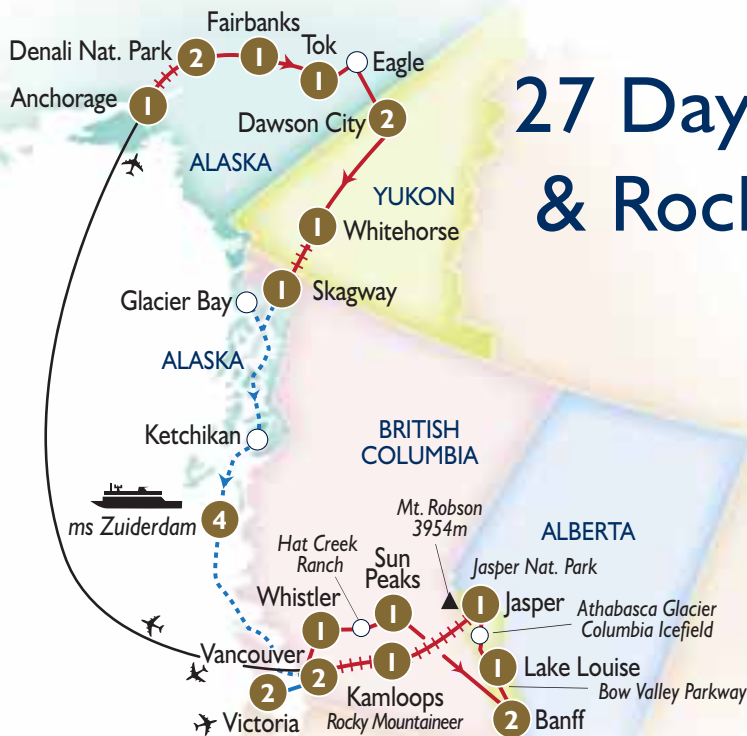 Fairbanks
Denali Nat. Park
2
1
Tok
1
Eagle
Anchorage
1
27 Day
Dawson City
2
ALASKA
YUKON
& Rock
1
Whitehorse
1
Skagway
Glacier Bay
ALASKA
Ketchikan
BRITISH
COLUMBIA
ms Zuiderdam
4
Mt. Robson
3954m
ALBERTA
Hat Creek
Ranch
Sun
Peaks
Jasper Nat. Park
Whistler
1
1
1
Jasper
Athabasca Glacier
Columbia Icefield
Vancouver
2
1
1
Lake Louise
Bow Valley Parkway
2
Victoria
Kamloops
Rocky Mountaineer
2
Banff